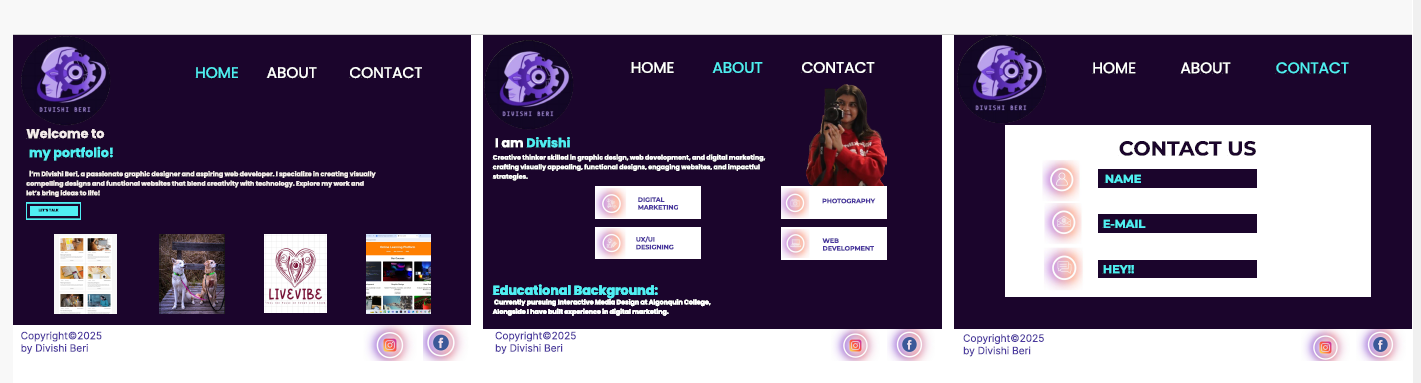 DIVISHI BERI
HOME ABOUT CONTACT
Welcome to
my portfolio!
I'm Divishi Beri, a passionate graphic designer and aspiring web developer. I specialize in creating visually
compelling designs and functional websites that blend creativity with technology. Explore my work and
let's bring ideas to life!
LET'S TALK
LIVEVIBE
Copyright©2025
by Divishi Beri
DIVISHI BERI
HOME ABOUT CONTACT
I am Divishi
Creative thinker skilled in graphic design, web development, and digital marketing,
crafting visually appealing, functional designs, engaging websites, and impactful
strategies.
DIGITAL
MARKETING
PHOTOGRAPHY
UX/UI
DESIGNING
WEB
DEVELOPMENT
Educational Background:
Currently pursuing Interactive Media Design at Algonquin College,
Alongside I have built experience in digital marketing.
Copyright©2025
by Divishi Beri
DIVISHI BERI
HOME ABOUT CONTACT
CONTACT US
NAME
E-MAIL
HEY!!
Copyright©2025
by Divishi Beri